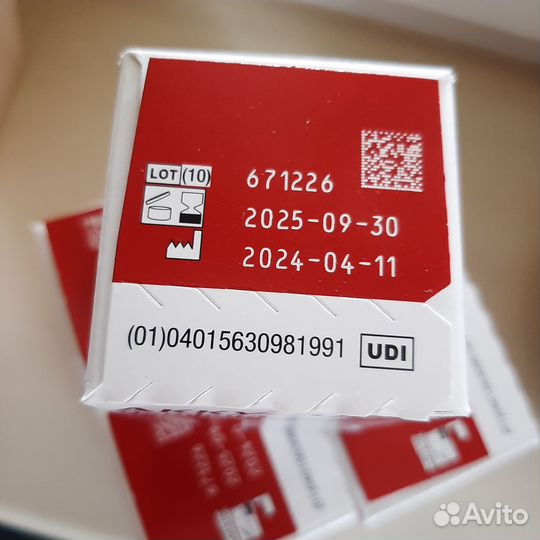 LOT (10) 671226
2025-09-30
2024-04-11
(01)04015630981991 UDI
Avito